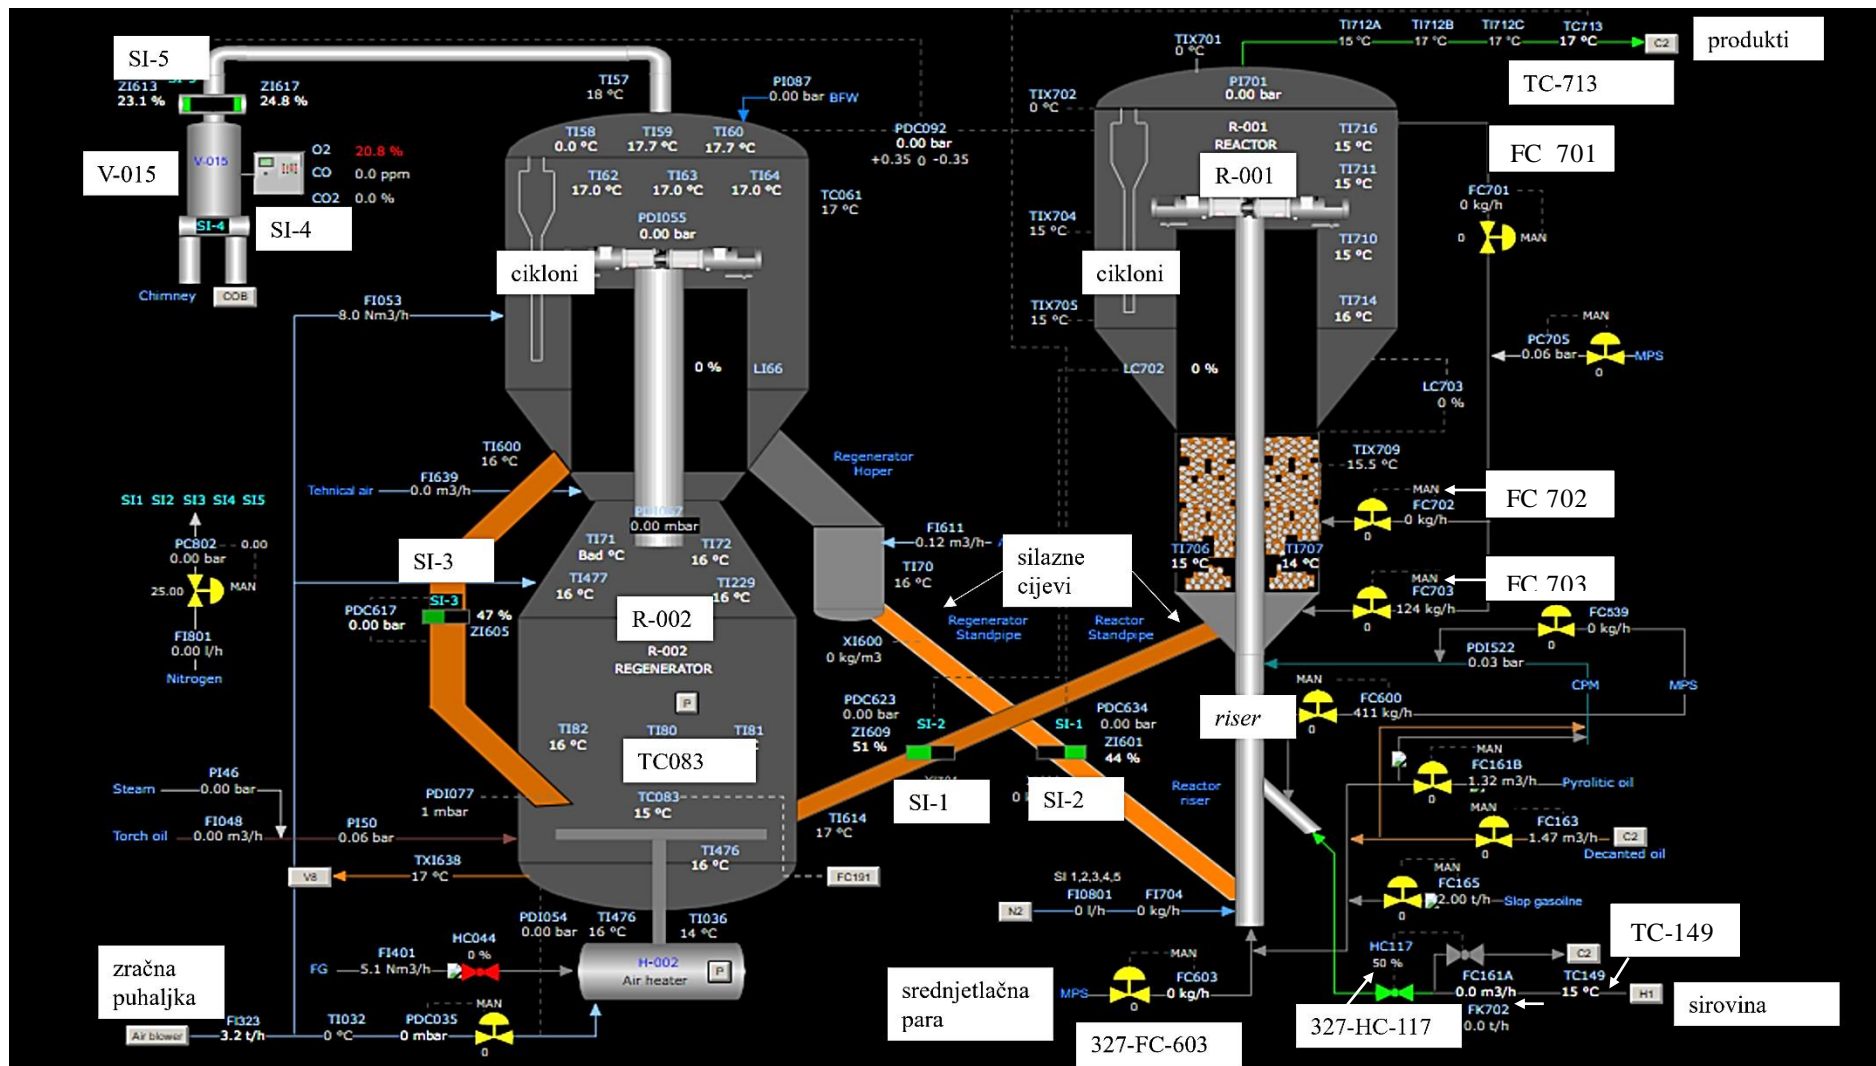 SI-5
ZI613
23.1 %
ZI617
24.8 %
V-015
V-015
O2 20.8 %
CO 0.0 ppm
CO2 0.0 %
SI-4
SI-4
Chimney
COB
TI57
18 °C
PI087
0.00 bar
BFW
TI58
0.0 °C
TI59
17.7 °C
TI60
17.7 °C
TI62
17.0 °C
TI63
17.0 °C
TI64
17.0 °C
TC061
17 °C
PDI055
0.00 bar
cikloni
FI053
8.0 Nm3/h
0 %
LI66
PDC092
0.00 bar
+0.35 0 -0.35
TIX701
0 °C
TIX702
0 °C
TIX704
15 °C
TIX705
15 °C
PI701
0.00 bar
R-001
REACTOR
R-001
cikloni
TI716
15 °C
TI711
15 °C
TI710
15 °C
TI714
16 °C
TI712A
15 °C
TI712B
17 °C
TI712C
17 °C
TC713
17 °C
C2
produkti
TC-713
FC 701
FC701
0 kg/h
0
MAN
MAN
PC705
0.06 bar
MPS
0
LC702
0 %
LC703
0 %
TI600
16 °C
Regenerator
Hoper
FI639
Tehnical air
0.0 m3/h
SI1 SI2 SI3 SI4 SI5
PC802
0.00 bar
0.00
25.00
MAN
FI801
0.00 l/h
Nitrogen
SI-3
SI-3
47 %
ZI605
PDC617
0.00 bar
0.00 mbar
TI71
Bad °C
TI72
16 °C
TI477
16 °C
TI229
16 °C
R-002
R-002
REGENERATOR
P
FI611
0.12 m3/h
TI70
16 °C
XI600
0 kg/m3
silazne
cijevi
Regenerator
Standpipe
Reactor
Standpipe
TIX709
15.5 °C
MAN
FC702
0 kg/h
FC 702
TI706
15 °C
TI707
14 °C
MAN
FC703
124 kg/h
FC 703
FC639
0 kg/h
PDI522
0.03 bar
CPM
MPS
MAN
FC600
411 kg/h
0
riser
PDC623
0.00 bar
ZI609
51 %
SI-2
SI-1
PDC634
0.00 bar
ZI601
44 %
SI-1
SI-2
TI82
16 °C
TI80
TI81
TC083
TC083
15 °C
TI476
16 °C
PDI077
1 mbar
TI614
17 °C
FC191
Reactor
riser
MAN
FC161B
1.32 m3/h
Pyrolitic oil
0
MAN
FC163
1.47 m3/h
C2
Decanted oil
0
MAN
FC165
2.00 t/h
Slop gasoilne
0
Steam
PI46
0.00 bar
Torch oil
FI048
0.00 m3/h
PI50
0.06 bar
V8
TXI638
17 °C
SI 1,2,3,4,5
N2
FI0801
0 l/h
FI704
0 kg/h
PDI054
0.00 bar
TI476
16 °C
TI036
14 °C
FI401
FG
5.1 Nm3/h
HC044
0 %
H-002
Air heater
P
zračna
puhaljka
Air blower
FI323
3.2 t/h
TI032
0 °C
PDC035
0 mbar
MAN
0
srednjetlačna
para
MPS
MAN
FC603
0 kg/h
0
327-FC-603
HC117
50 %
327-HC-117
C2
FC161A
0.0 m3/h
FK702
0.0 t/h
TC149
15 °C
TC-149
H1
sirovina